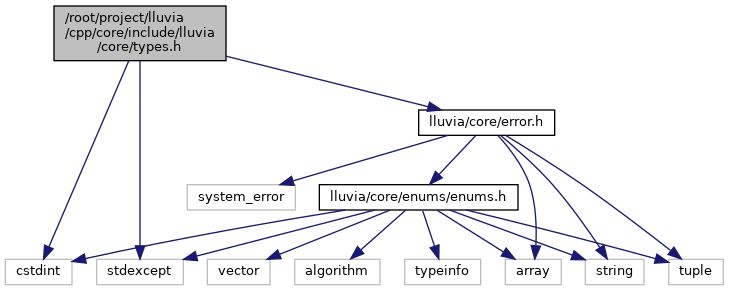 /root/project/lluvia
/cpp/core/include/lluvia
/core/types.h
lluvia/core/error.h
system_error
lluvia/core/enums/enums.h
cstdint
stdexcept
vector
algorithm
typeinfo
array
string
tuple